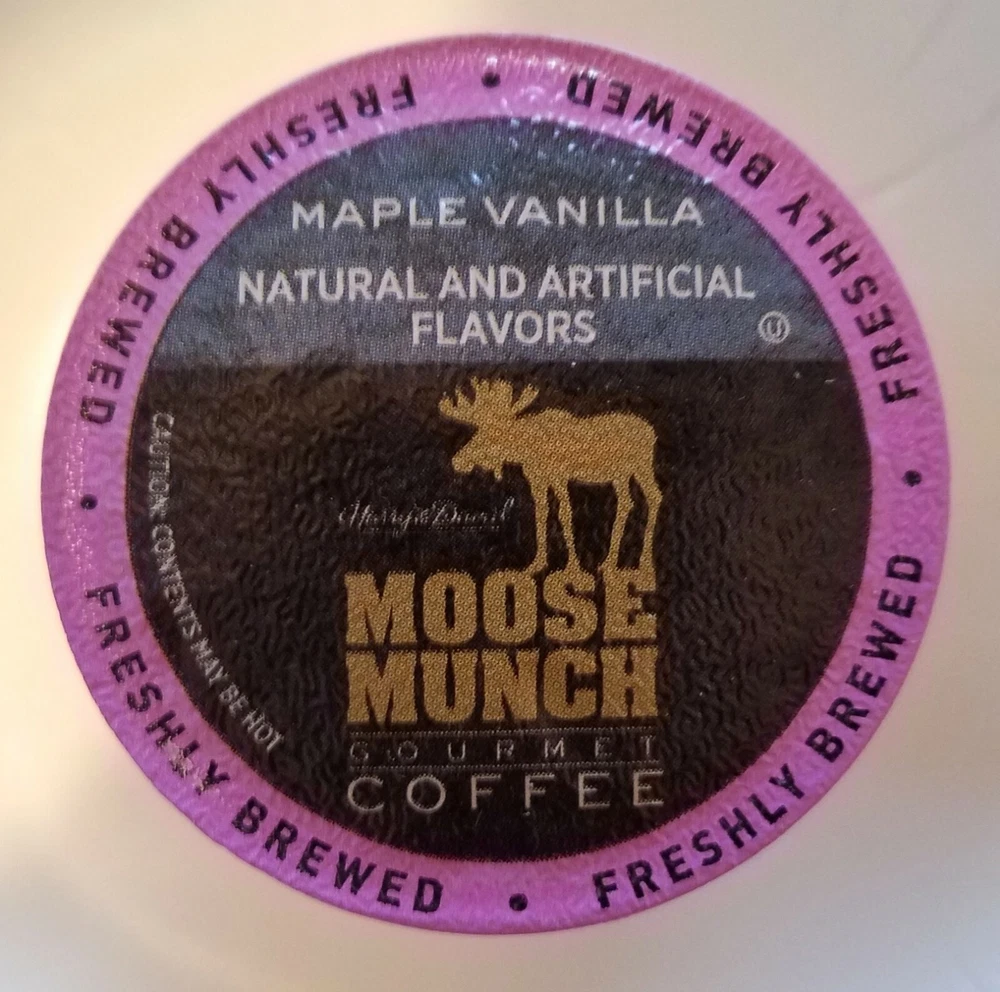 MAPLE VANILLA
NATURAL AND ARTIFICIAL
FLAVORS
U
CAUTION: CONTENTS MAY BE HOT
Harry & David
MOOSE
MUNCH
GOURMET
COFFEE
FRESHLY BREWED • FRESHLY BREWED • FRESHLY BREWED • FRESHLY BREWED •